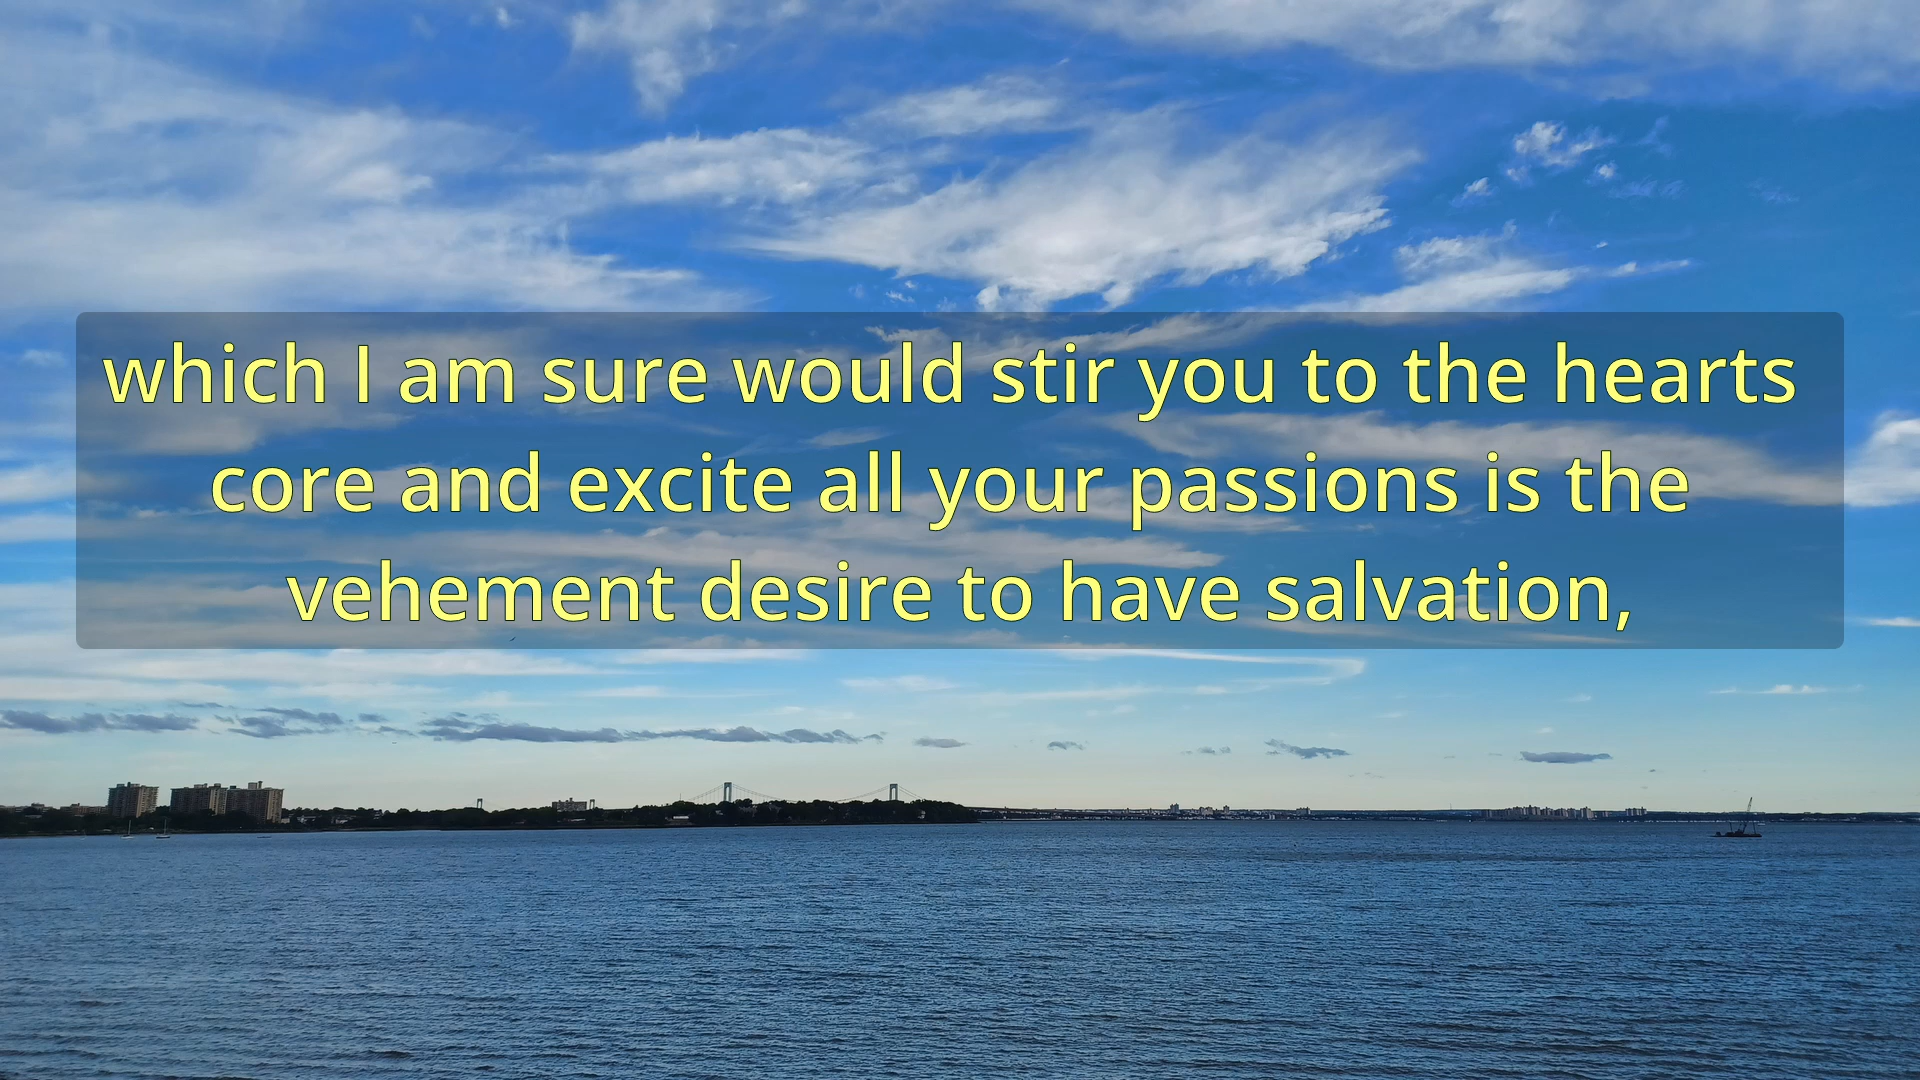 which I am sure would stir you to the hearts
core and excite all your passions is the
vehement desire to have salvation,